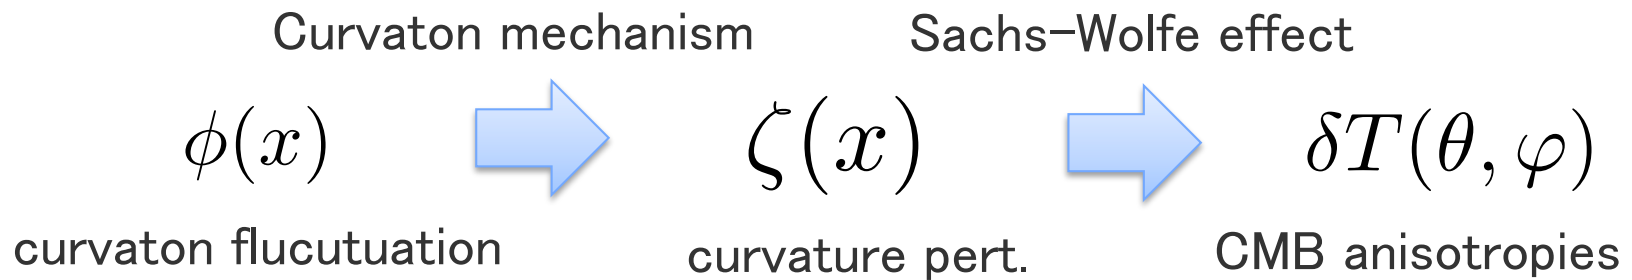 Curvaton mechanism
Sachs-Wolfe effect
ϕ(x)
ζ(x)
δT(θ, φ)
curvaton flucutuation
curvature pert.
CMB anisotropies